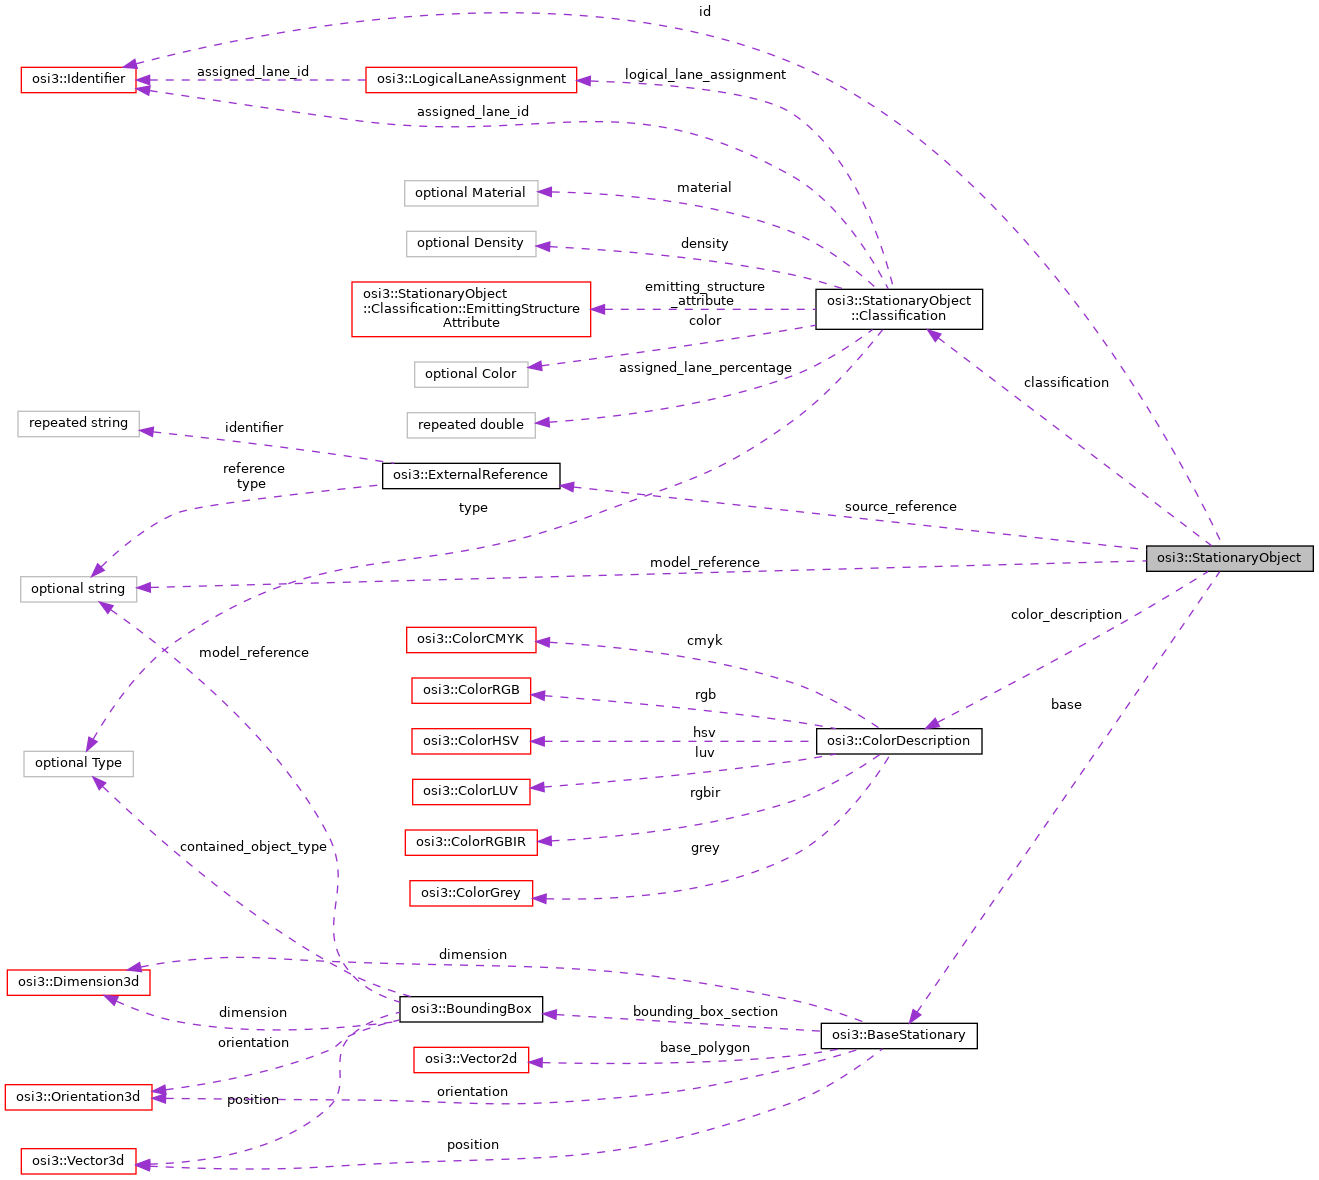 id
osi3::Identifier
assigned_lane_id
osi3::LogicalLaneAssignment
logical_lane_assignment
assigned_lane_id
material
optional Material
density
optional Density
emitting_structure
_attribute
osi3::StationaryObject
::Classification::EmittingStructure
Attribute
osi3::StationaryObject
::Classification
color
optional Color
assigned_lane_percentage
classification
repeated string
identifier
repeated double
reference
type
osi3::ExternalReference
type
source_reference
osi3::StationaryObject
model_reference
optional string
color_description
osi3::ColorCMYK
cmyk
model_reference
osi3::ColorRGB
rgb
base
osi3::ColorHSV
hsv
osi3::ColorDescription
luv
optional Type
osi3::ColorLUV
rgbir
osi3::ColorRGBIR
contained_object_type
grey
osi3::ColorGrey
dimension
osi3::Dimension3d
dimension
osi3::BoundingBox
bounding_box_section
osi3::BaseStationary
orientation
osi3::Vector2d
base_polygon
orientation
osi3::Orientation3d
position
position
osi3::Vector3d